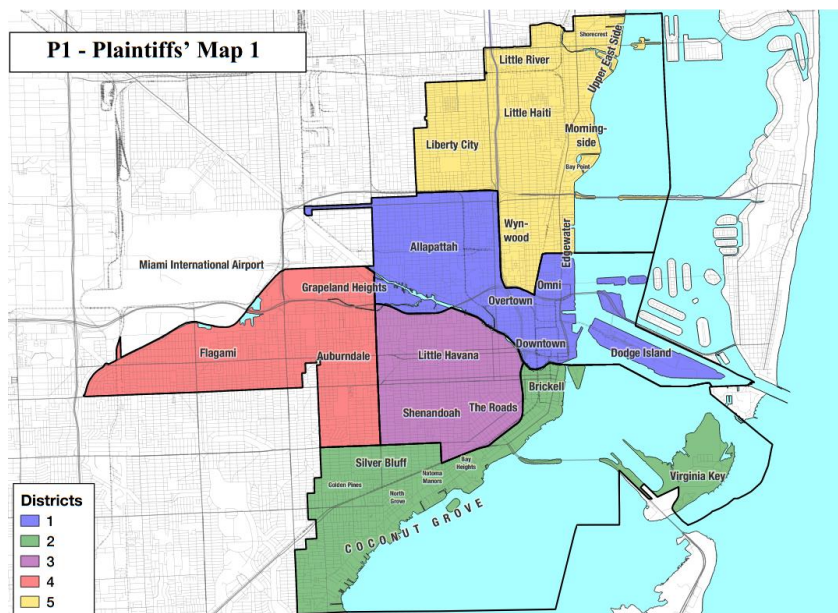 P1 - Plaintiffs' Map 1
Shorecrest
Upper East Side
Little River
Little Haiti
Morning-
side
Liberty City
Bay Point
Wyn-
wood
Edgewater
Allapattah
Miami International Airport
Grapeland Heights
Omni
Overtown
Flagami
Auburndale
Little Havana
Downtown
Dodge Island
Brickell
Shenandoah
The Roads
Silver Bluff
Bay
Heights
Natoma
Manors
Golden Pines
North
Grove
Virginia Key
COCONUT GROVE
Districts
1
2
3
4
5